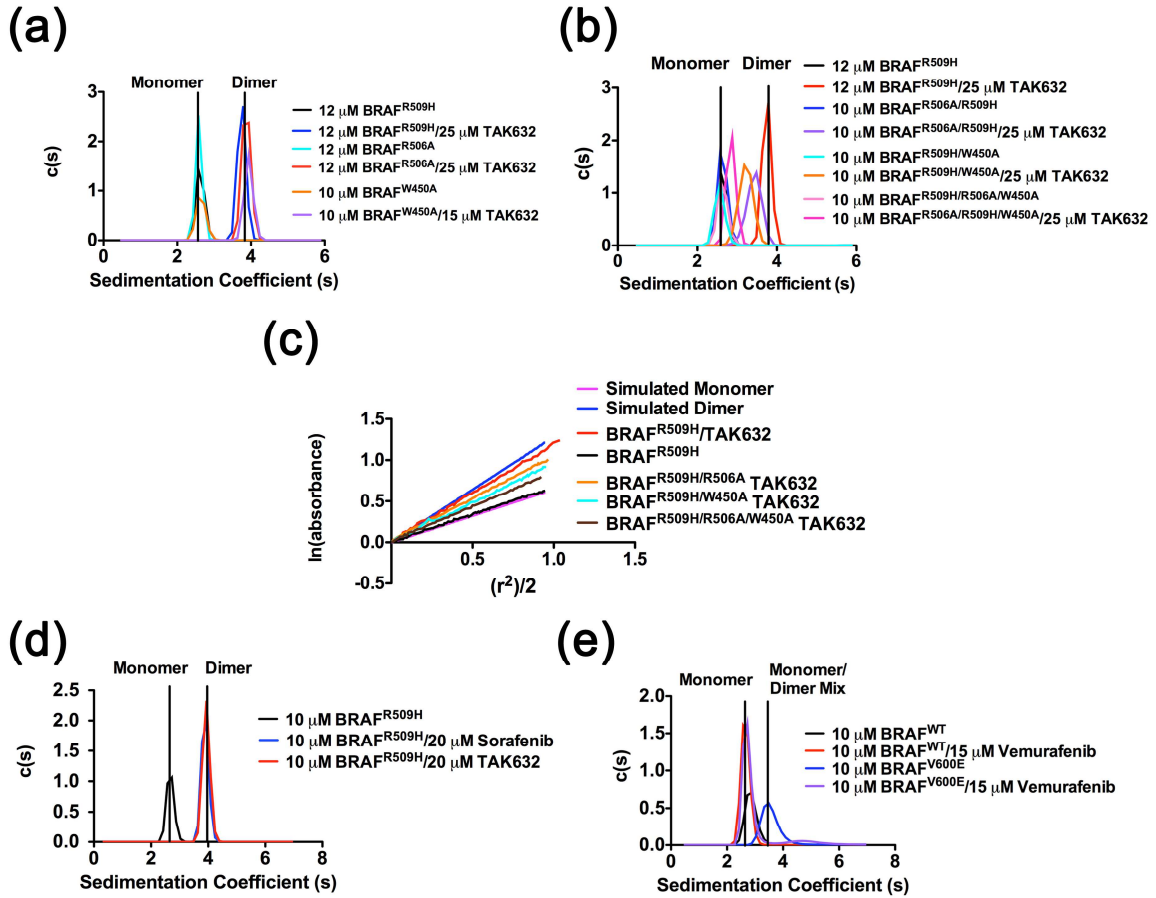 (a)
Monomer Dimer
3
2
1
0
c(s)
0 2 4 6
Sedimentation Coefficient (s)
12 µM BRAF^R509H
12 µM BRAF^R509H/25 µM TAK632
12 µM BRAF^R506A
12 µM BRAF^R506A/25 µM TAK632
10 µM BRAF^W450A
10 µM BRAF^W450A/15 µM TAK632
(b)
Monomer Dimer
3
2
1
0
c(s)
0 2 4 6
Sedimentation Coefficient (s)
12 µM BRAF^R509H
12 µM BRAF^R509H/25 µM TAK632
10 µM BRAF^R506A/R509H
10 µM BRAF^R506A/R509H/25 µM TAK632
10 µM BRAF^R509H/W450A
10 µM BRAF^R509H/W450A/25 µM TAK632
10 µM BRAF^R509H/R506A/W450A
10 µM BRAF^R506A/R509H/W450A/25 µM TAK632
(c)
1.5
1.0
0.5
0.0
-0.5
ln(absorbance)
0.5 1.0 1.5
(r²)/2
Simulated Monomer
Simulated Dimer
BRAF^R509H/TAK632
BRAF^R509H
BRAF^R509H/R506A TAK632
BRAF^R509H/W450A TAK632
BRAF^R509H/R506A/W450A TAK632
(d)
Monomer Dimer
2.5
2.0
1.5
1.0
0.5
0.0
c(s)
0 2 4 6 8
Sedimentation Coefficient (s)
10 µM BRAF^R509H
10 µM BRAF^R509H/20 µM Sorafenib
10 µM BRAF^R509H/20 µM TAK632
(e)
Monomer
Monomer/
Dimer Mix
2.0
1.5
1.0
0.5
0.0
c(s)
0 2 4 6 8
Sedimentation Coefficient (s)
10 µM BRAF^WT
10 µM BRAF^WT/15 µM Vemurafenib
10 µM BRAF^V600E
10 µM BRAF^V600E/15 µM Vemurafenib